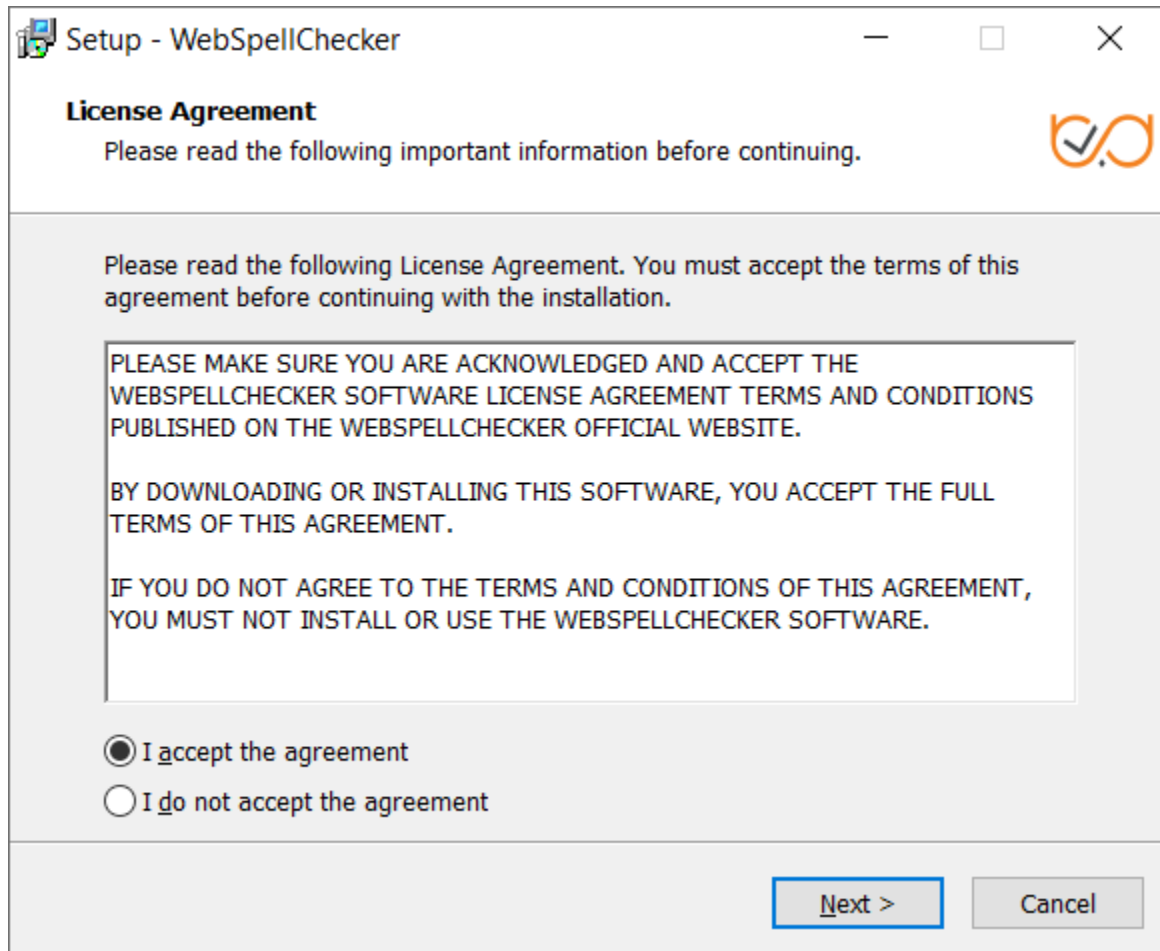 Setup - WebSpellChecker
License Agreement
Please read the following important information before continuing.
Please read the following License Agreement. You must accept the terms of this
agreement before continuing with the installation.
PLEASE MAKE SURE YOU ARE ACKNOWLEDGED AND ACCEPT THE
WEBSPELLCHECKER SOFTWARE LICENSE AGREEMENT TERMS AND CONDITIONS
PUBLISHED ON THE WEBSPELLCHECKER OFFICIAL WEBSITE.
BY DOWNLOADING OR INSTALLING THIS SOFTWARE, YOU ACCEPT THE FULL
TERMS OF THIS AGREEMENT.
IF YOU DO NOT AGREE TO THE TERMS AND CONDITIONS OF THIS AGREEMENT,
YOU MUST NOT INSTALL OR USE THE WEBSPELLCHECKER SOFTWARE.
I accept the agreement
I do not accept the agreement
Next >
Cancel